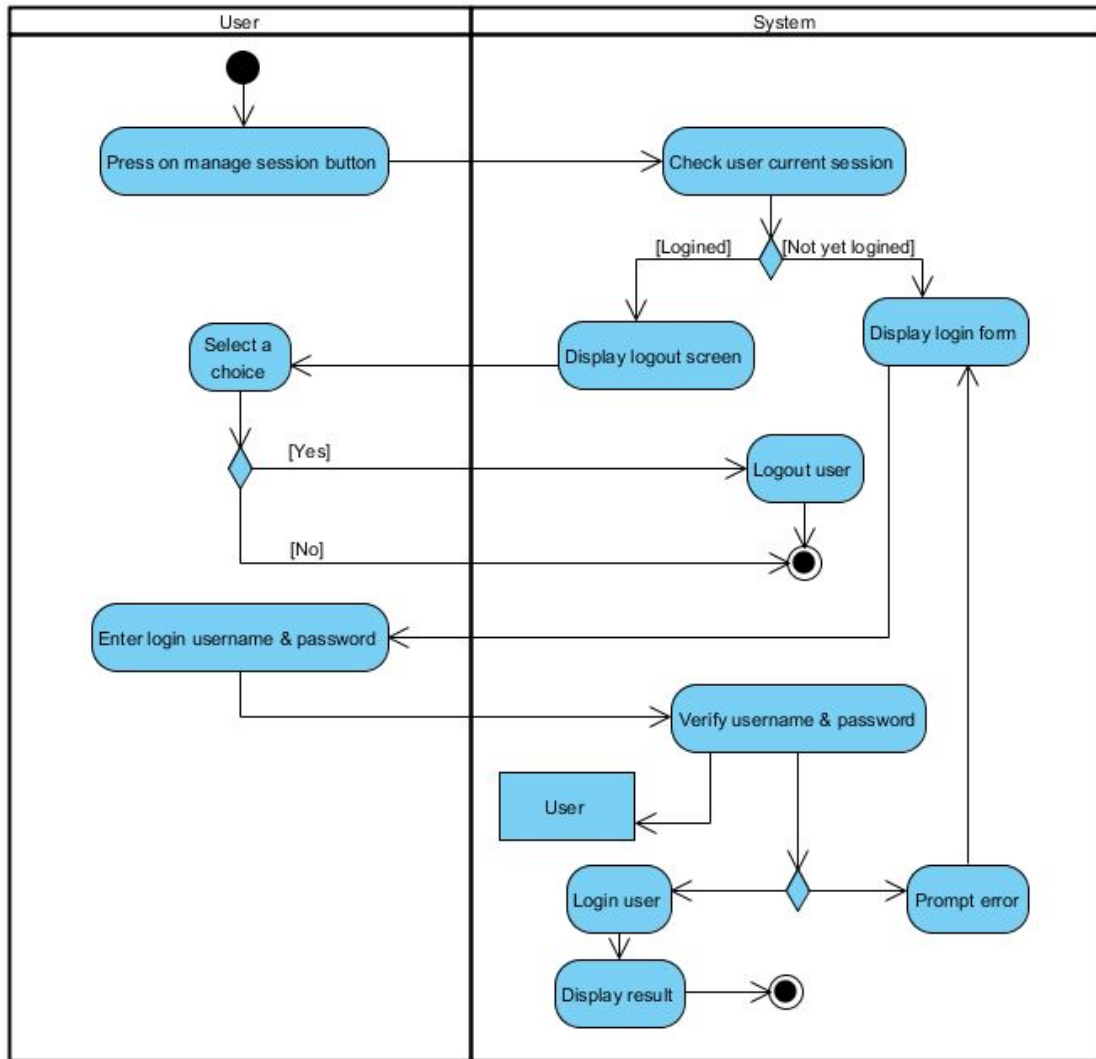 User
System
Press on manage session button
Check user current session
[Logined]
[Not yet logined]
Select a
choice
Display logout screen
Display login form
[Yes]
Logout user
[No]
Enter login username & password
Verify username & password
User
Login user
Prompt error
Display result